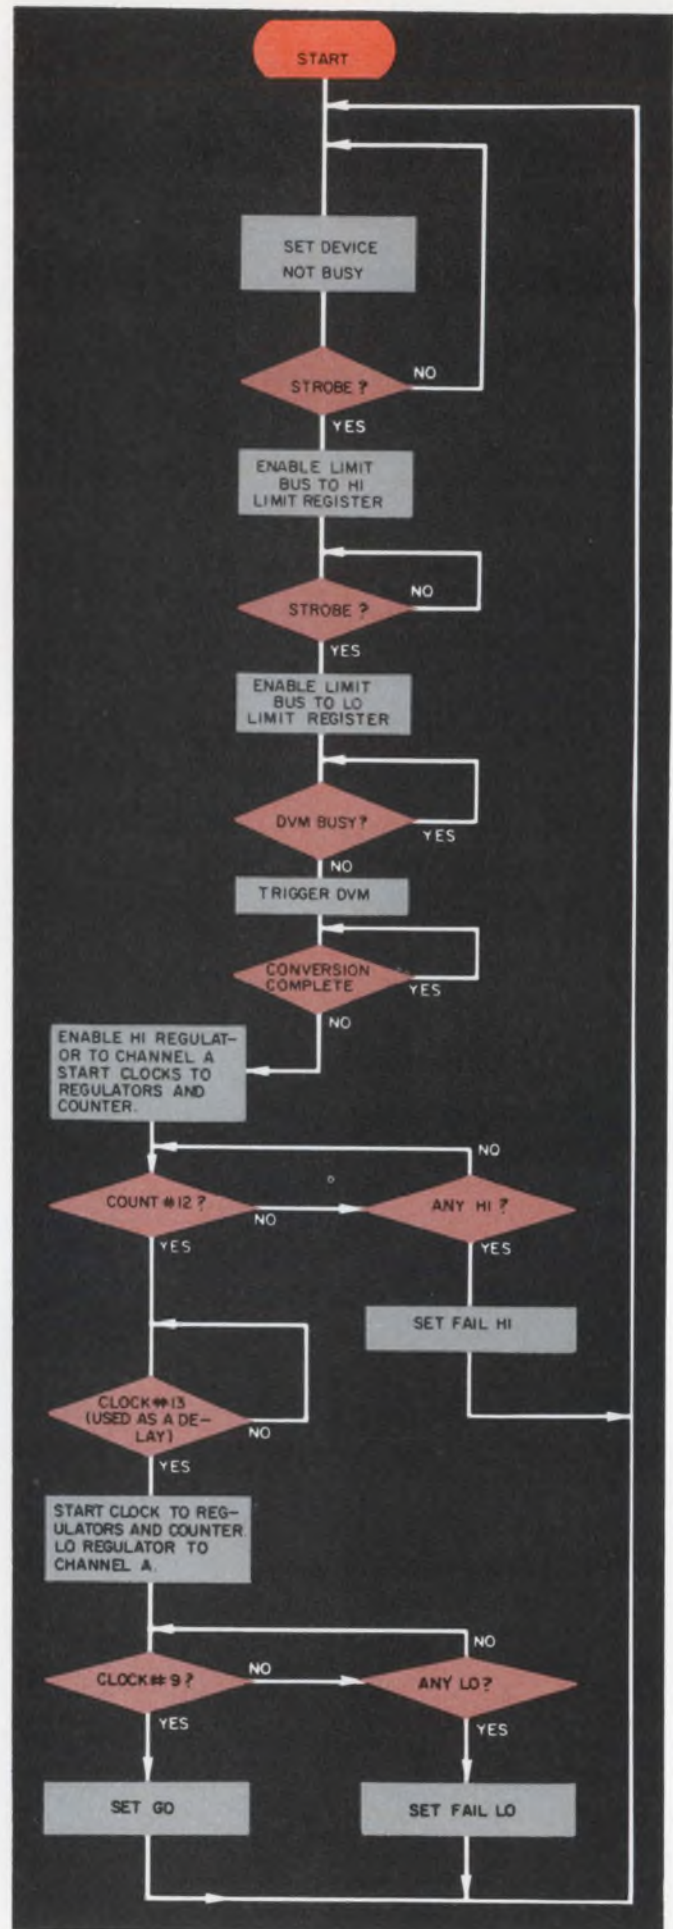 START
SET DEVICE
NOT BUSY
STROBE?
NO
YES
ENABLE LIMIT
BUS TO HI
LIMIT REGISTER
NO
STROBE?
YES
ENABLE LIMIT
BUS TO LO
LIMIT REGISTER
DVM BUSY?
YES
NO
TRIGGER DVM
CONVERSION
COMPLETE
YES
NO
ENABLE HI REGULAT-
OR TO CHANNEL A
START CLOCKS TO
REGULATORS AND
COUNTER.
NO
COUNT #12?
NO
ANY HI?
YES
YES
SET FAIL HI
CLOCK#13
(USED AS A DE-
LAY)
NO
YES
START CLOCK TO REG-
ULATORS AND COUNTER.
LO REGULATOR TO
CHANNEL A.
NO
CLOCK# 9?
NO
ANY LO?
YES
YES
SET GO
SET FAIL LO